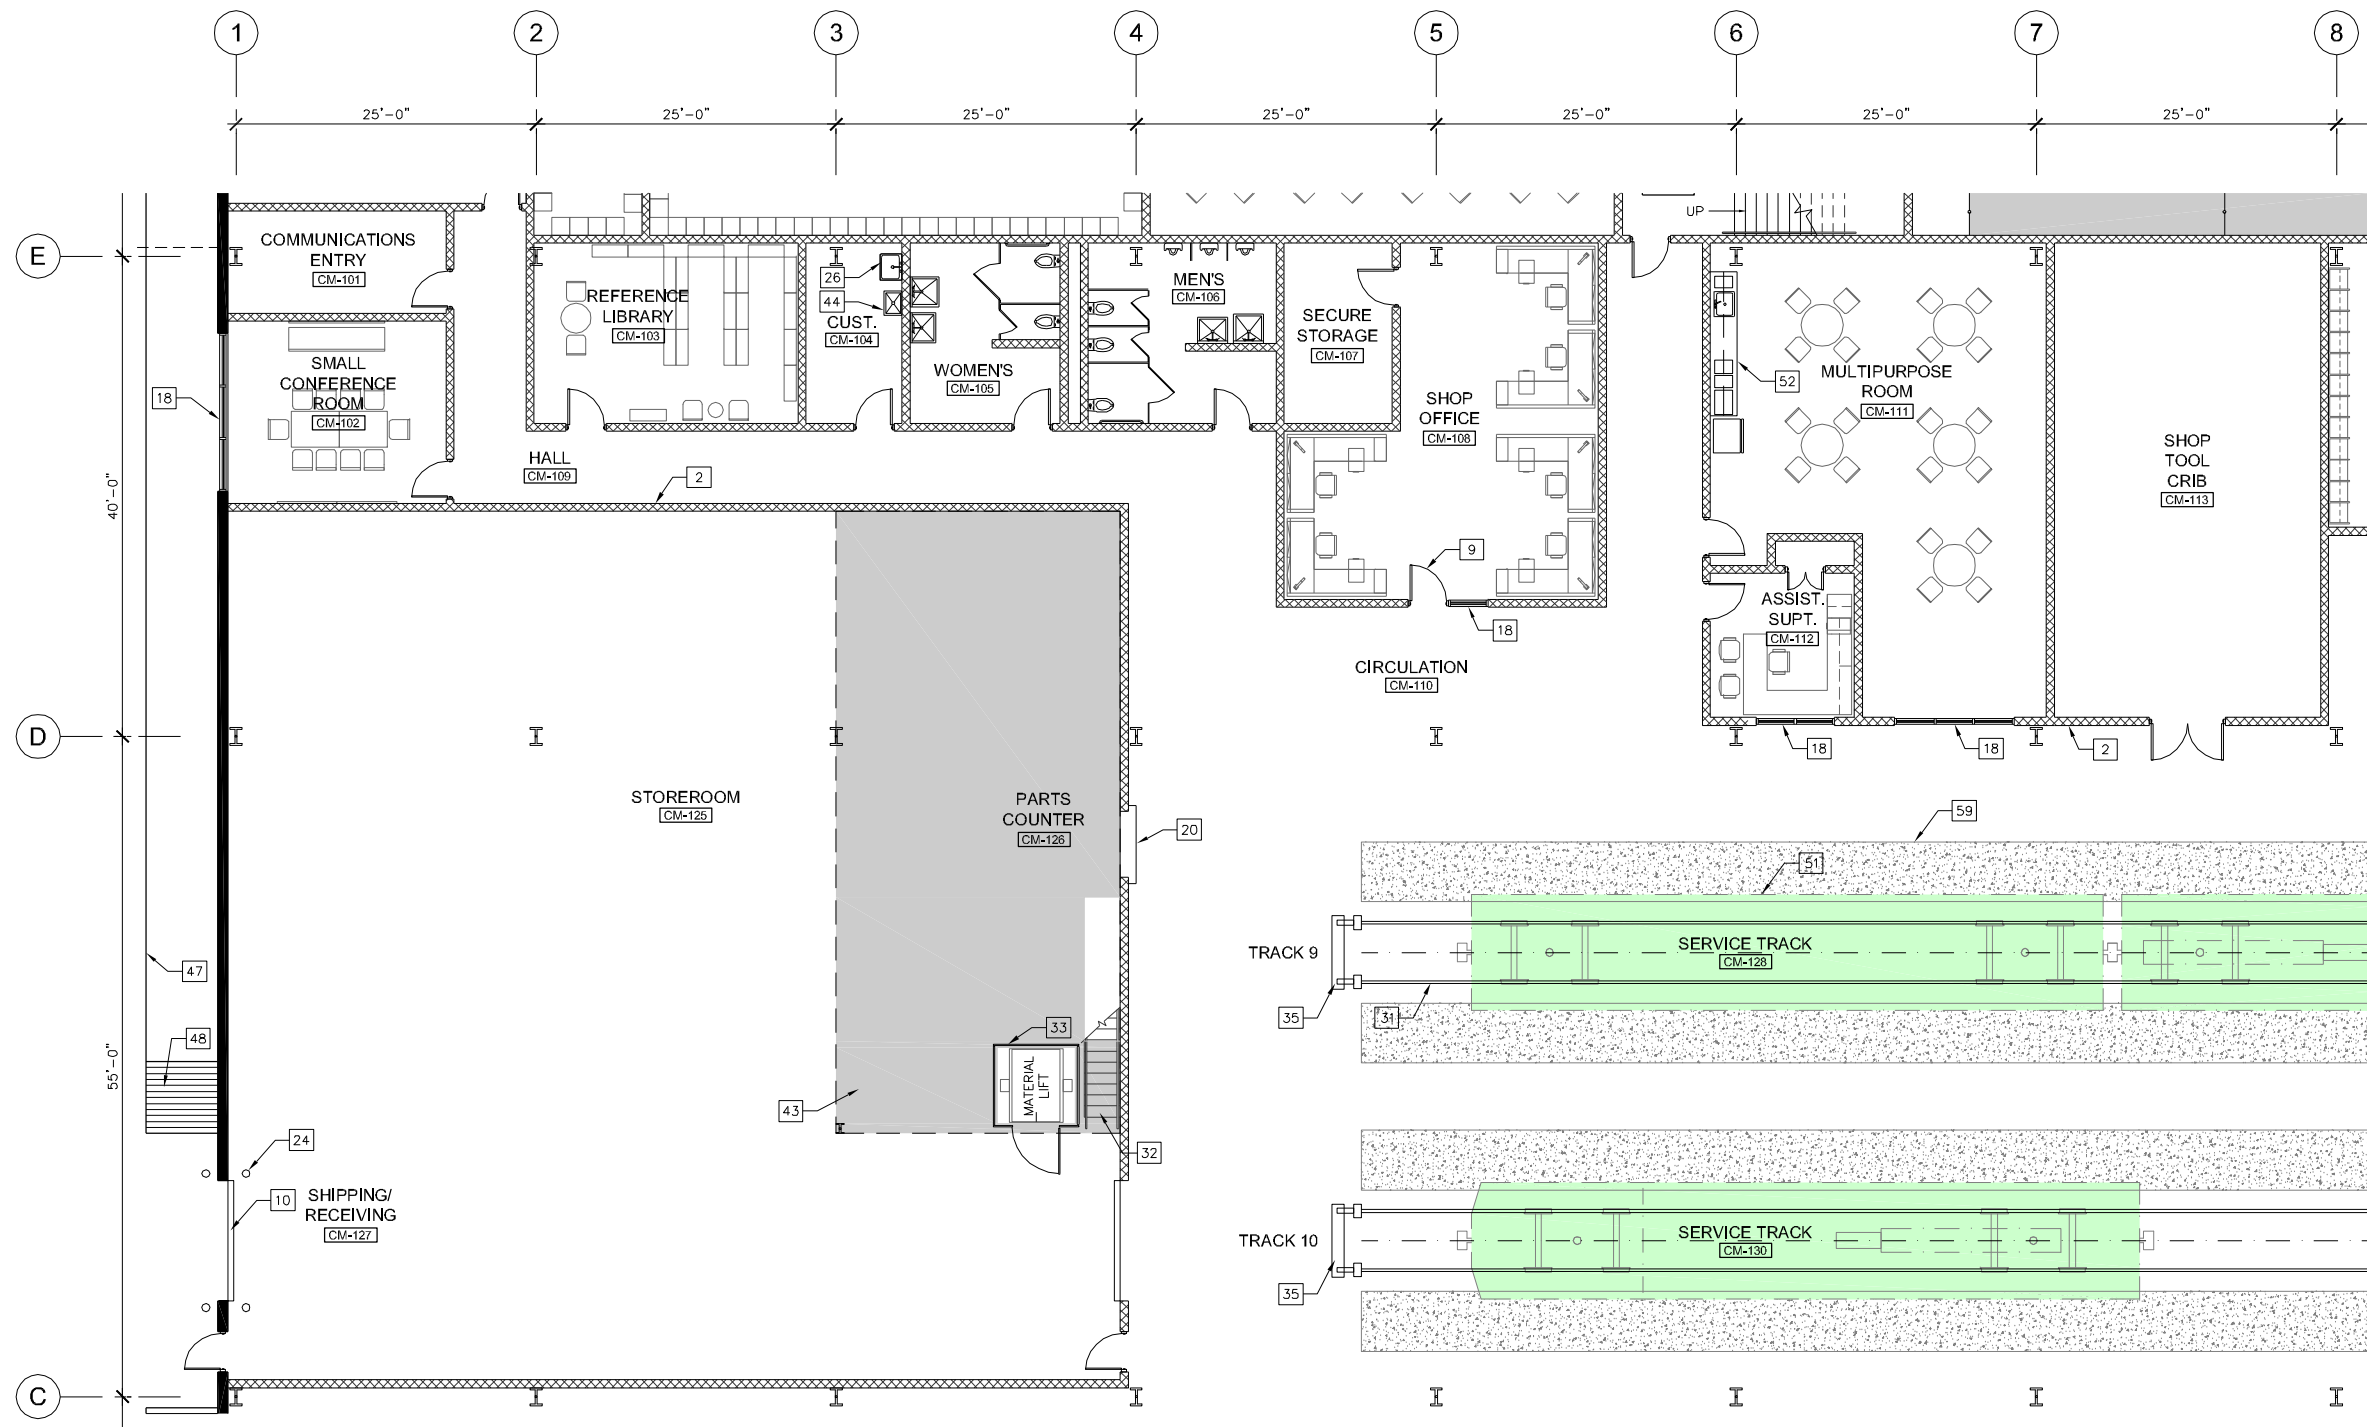 1 2 3 4 5 6 7 8
25'-0" 25'-0" 25'-0" 25'-0" 25'-0" 25'-0" 25'-0"
UP
E
COMMUNICATIONS
ENTRY
CM-101
26
44
REFERENCE
LIBRARY
CM-103
CUST.
CM-104
MEN'S
CM-106
SECURE
STORAGE
CM-107
SMALL
CONFERENCE
ROOM
CM-102
18
WOMEN'S
CM-105
SHOP
OFFICE
CM-108
52
MULTIPURPOSE
ROOM
CM-111
SHOP
TOOL
CRIB
CM-113
HALL
CM-109
2
40'-0"
9
18
ASSIST.
SUPT.
CM-112
CIRCULATION
CM-110
D
18
18
2
STOREROOM
CM-125
PARTS
COUNTER
CM-126
20
59
51
47
TRACK 9
SERVICE TRACK
CM-128
35
31
48
33
55'-0"
MATERIAL
LIFT
43
32
24
10
SHIPPING/
RECEIVING
CM-127
TRACK 10
SERVICE TRACK
CM-130
35
C